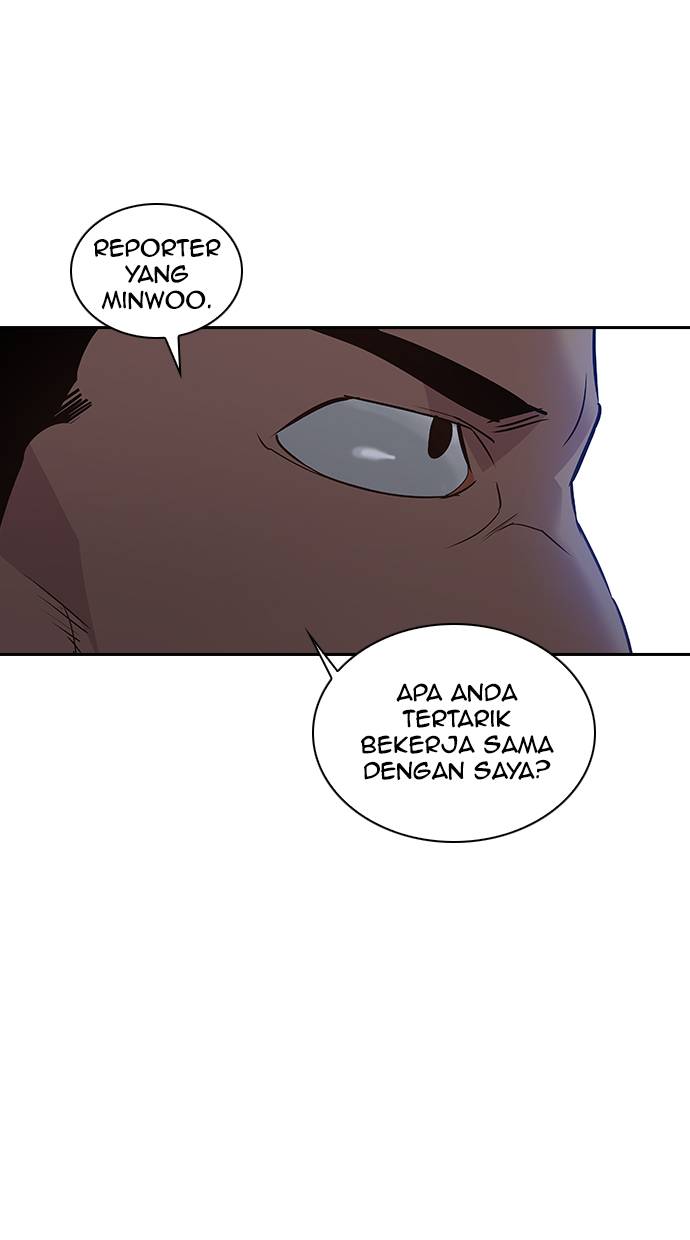 REPORTER
YANG
MINWOO.
APA ANDA
TERTARIK
BEKERJA SAMA
DENGAN SAYA?